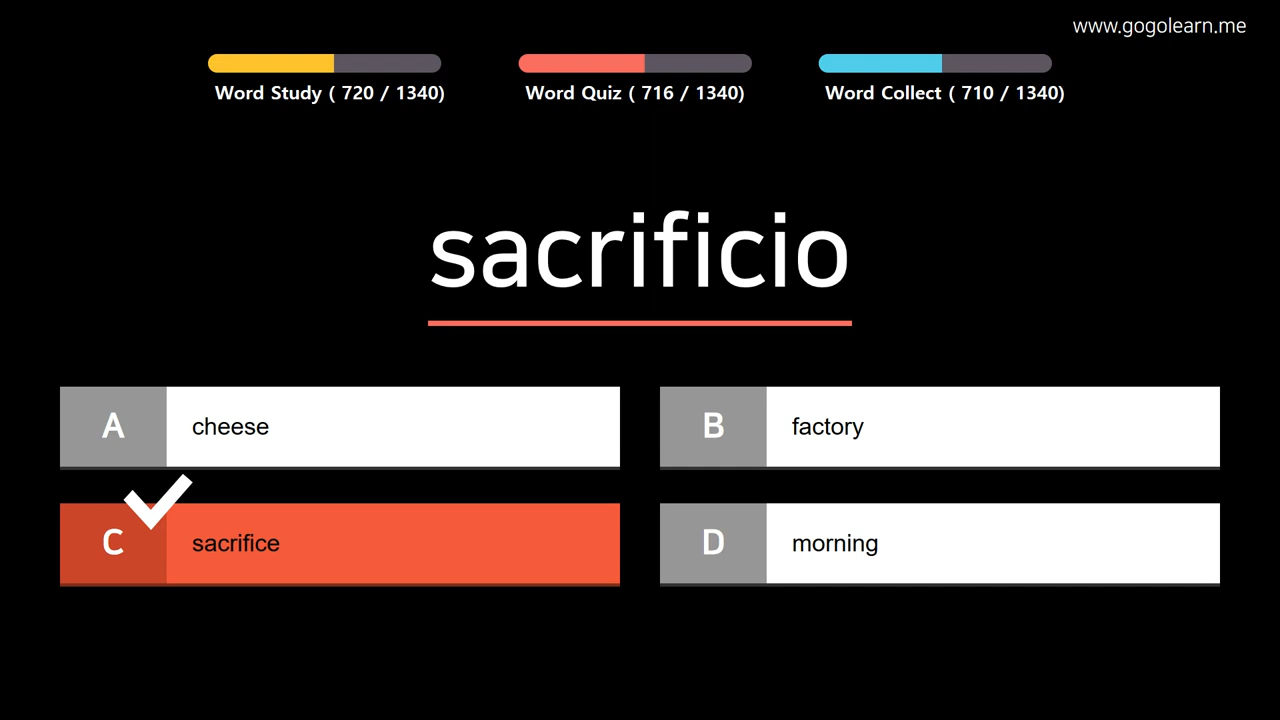 www.gogolearn.me
Word Study ( 720 / 1340)
Word Quiz ( 716 / 1340)
Word Collect ( 710 / 1340)
sacrificio
A cheese
B factory
C sacrifice
D morning